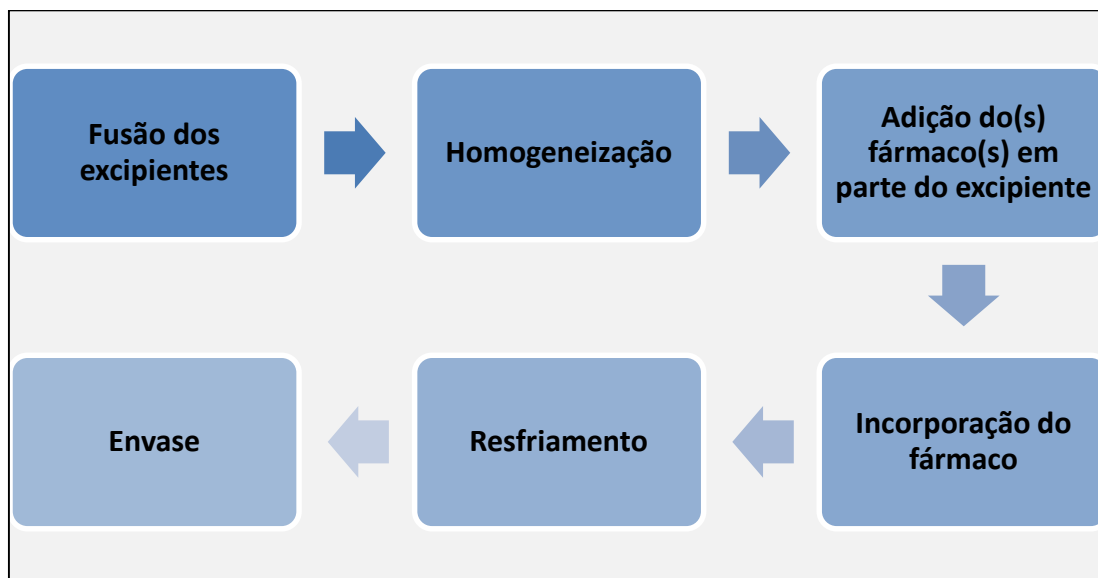 Fusão dos
excipientes
Homogeneização
Adição do(s)
fármaco(s) em
parte do excipiente
Incorporação do
fármaco
Resfriamento
Envase